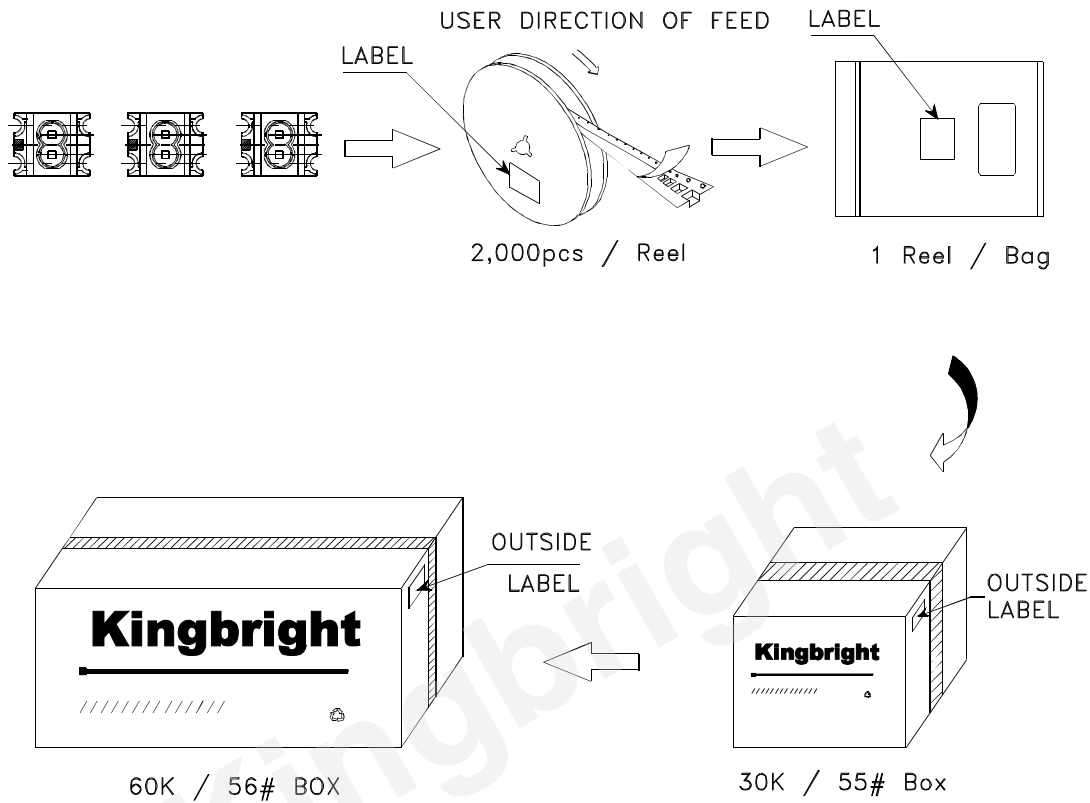 USER DIRECTION OF FEED
LABEL
LABEL
2,000pcs / Reel
1 Reel / Bag
OUTSIDE
LABEL
Kingbright
60K / 56# BOX
OUTSIDE
LABEL
Kingbright
30K / 55# Box
Kingbright